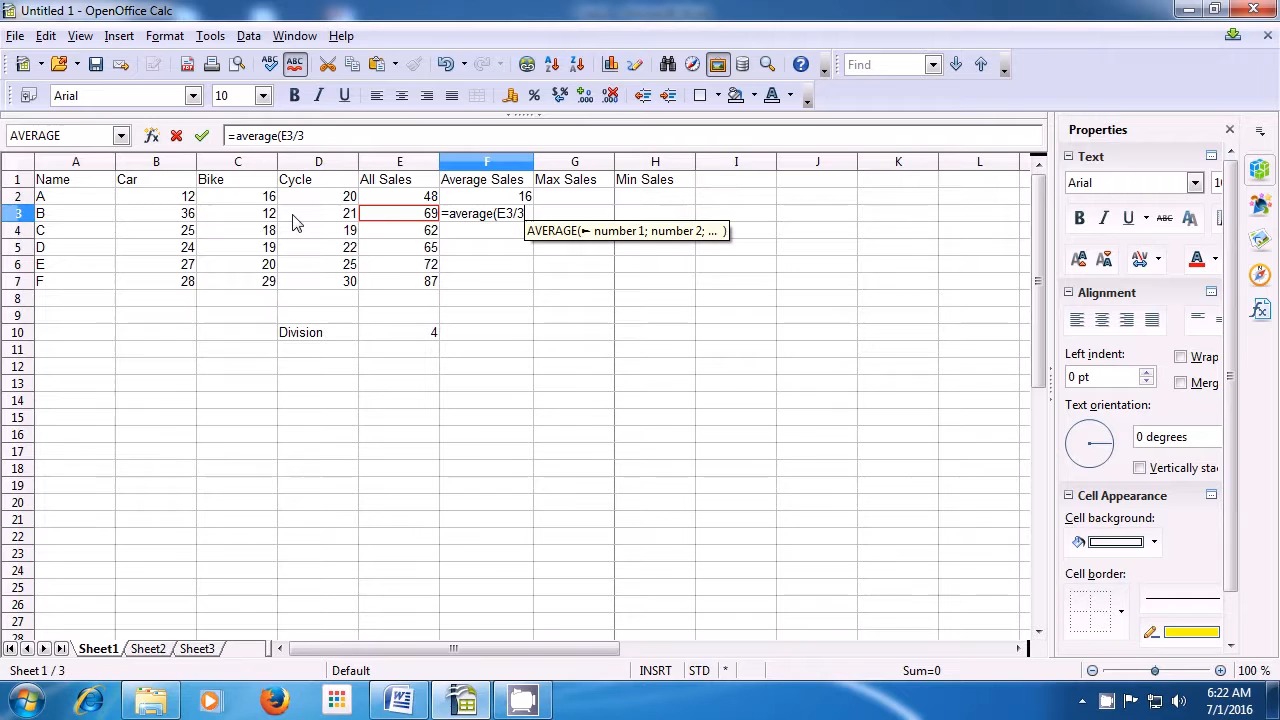 Untitled 1 - OpenOffice Calc
File Edit View Insert Format Tools Data Window Help
ABC ABC Find
Arial 10 B I U %
AVERAGE =average(E3/3
A B C D E F G H I J K L
1 Name Car Bike Cycle All Sales Average Sales Max Sales Min Sales
2 A 12 16 20 48 16
3 B 36 12 21 69 =average(E3/3
AVERAGE(► number 1; number 2; ... )
4 C 25 18 19 62
5 D 24 19 22 65
6 E 27 20 25 72
7 F 28 29 30 87
8
9
10 Division 4
11
12
13
14
15
16
17
18
19
20
21
22
23
24
25
26
27
28
Sheet1 Sheet2 Sheet3
Sheet 1 / 3 Default INSRT STD * Sum=0 100 %
Properties
Text
Arial 10
B I U ABC
Alignment
Left indent:
Wrap
0 pt
Merg
Text orientation:
0 degrees
Vertically stac
Cell Appearance
Cell background:
Cell border:
6:22 AM
7/1/2016